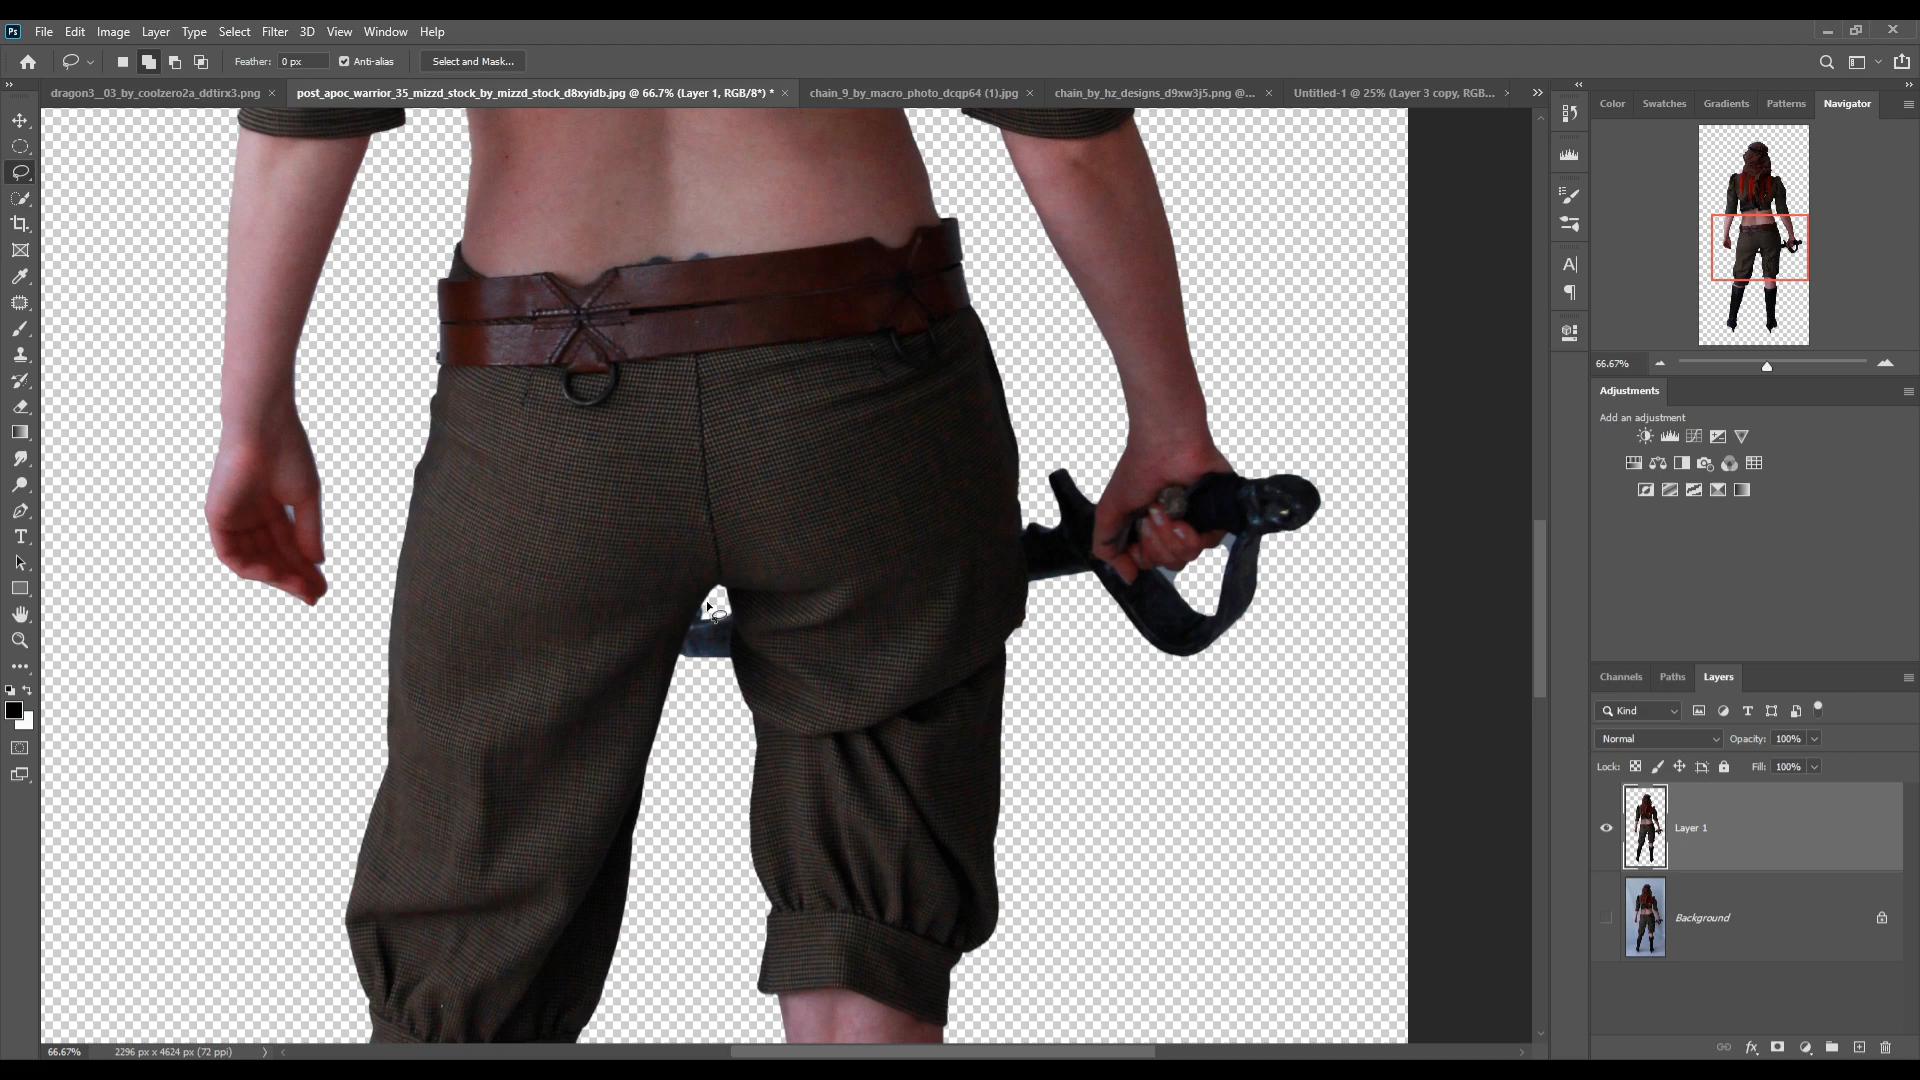 Ps File Edit Image Layer Type Select Filter 3D View Window Help
Feather: 0 px Anti-alias Select and Mask...
dragon3__03_by_coolzero2a_ddtirx3.png × post_apoc_warrior_35_mizzd_stock_by_mizzd_stock_d8xyidb.jpg @ 66.7% (Layer 1, RGB/8*) * × chain_9_by_macro_photo_dcqp64 (1).jpg × chain_by_hz_designs_d9xw3j5.png @... × Untitled-1 @ 25% (Layer 3 copy, RGB...
Color Swatches Gradients Patterns Navigator
66.67%
Adjustments
Add an adjustment
Channels Paths Layers
Kind
Normal Opacity: 100%
Lock: Fill: 100%
Layer 1
Background
66.67% 2296 px x 4624 px (72 ppi)